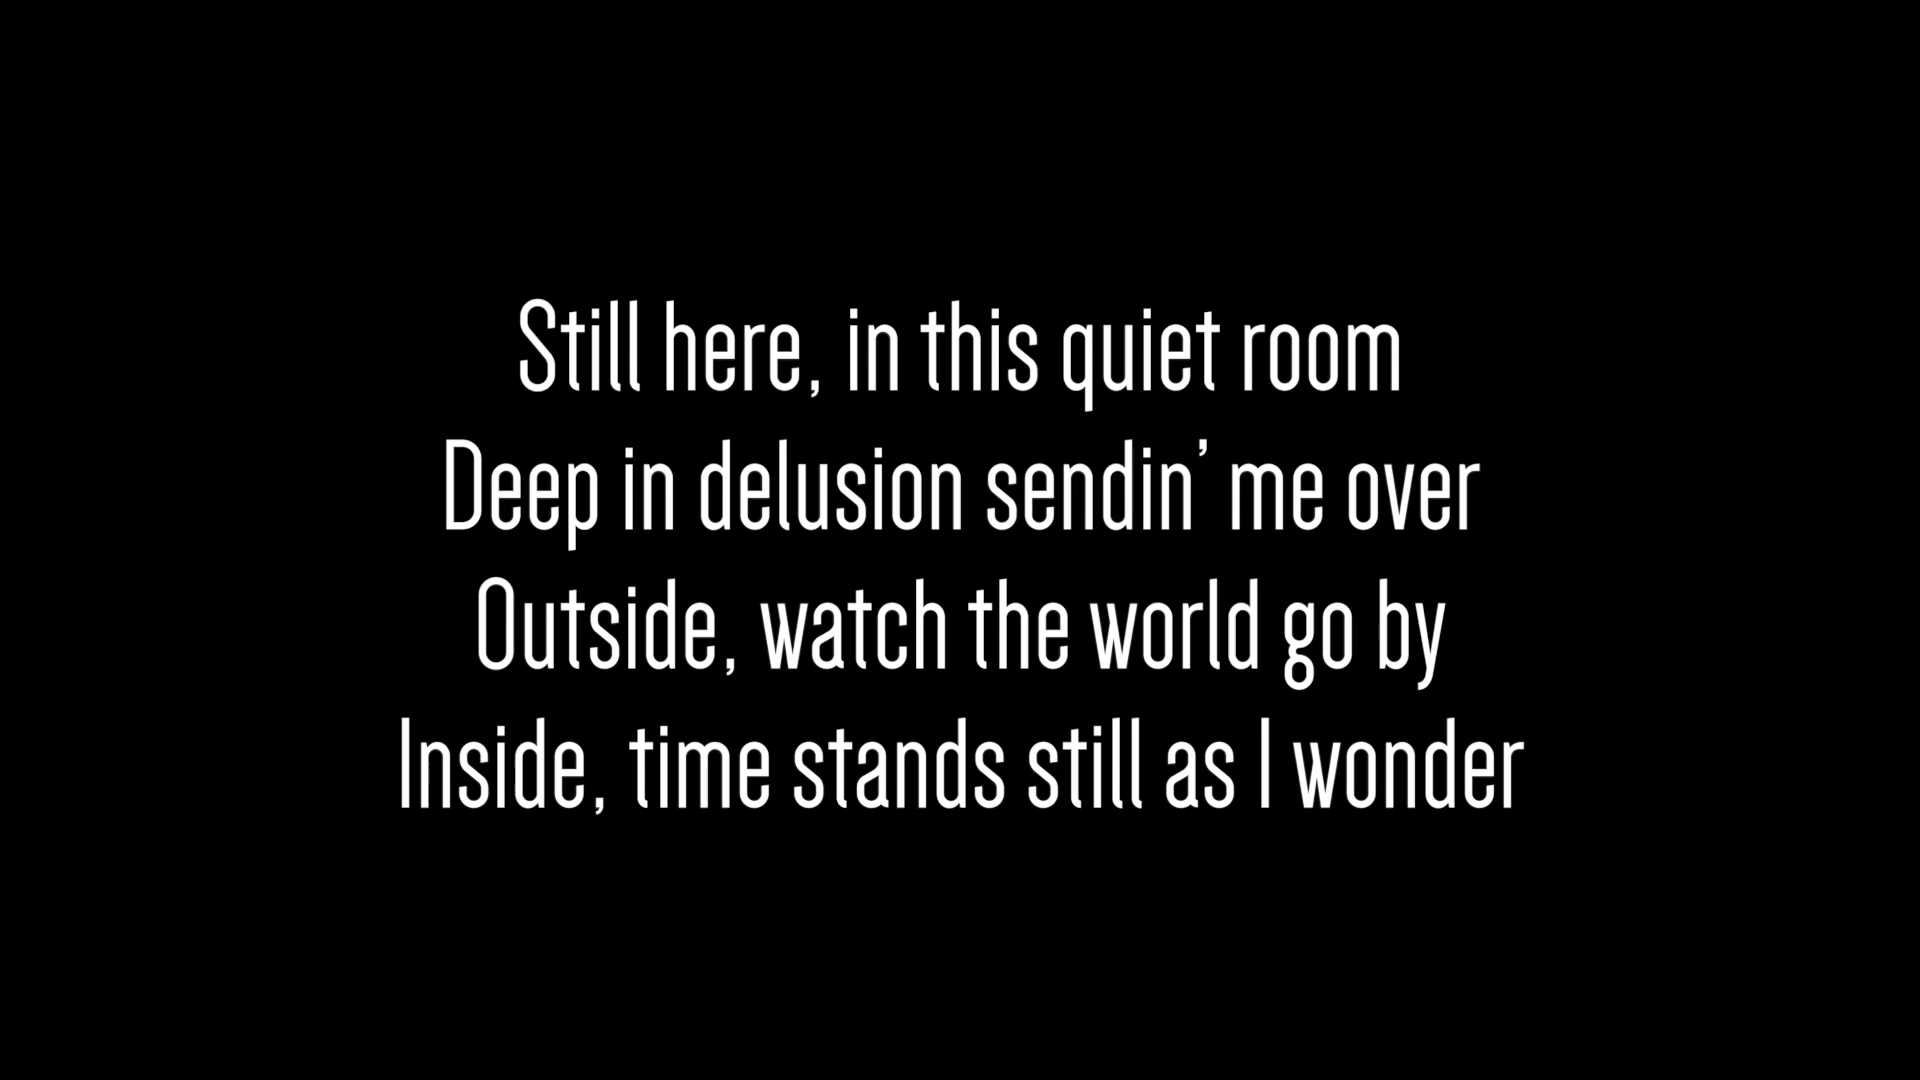 Still here, in this quiet room
Deep in delusion sendin’ me over
Outside, watch the world go by
Inside, time stands still as I wonder